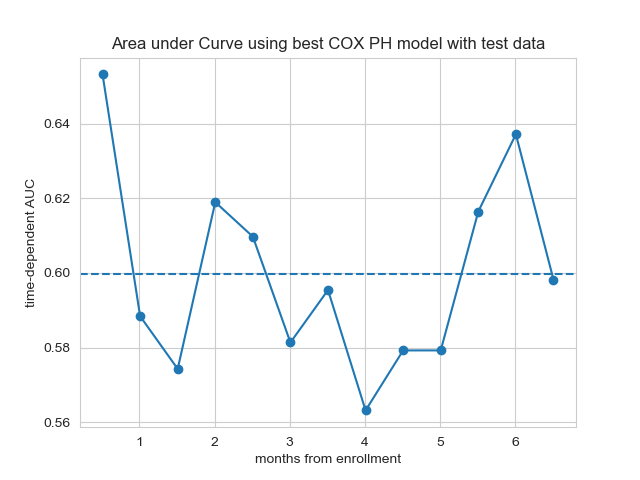 Area under Curve using best COX PH model with test data
time-dependent AUC
0.64
0.62
0.60
0.58
0.56
1 2 3 4 5 6
months from enrollment